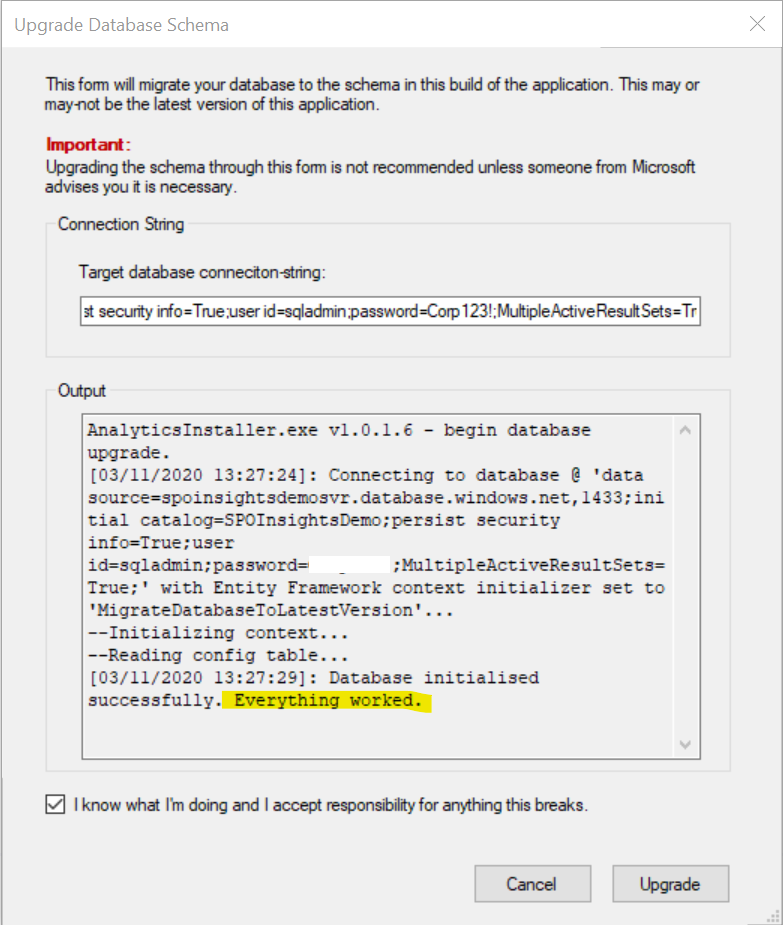 Upgrade Database Schema
This form will migrate your database to the schema in this build of the application. This may or
may-not be the latest version of this application.
Important:
Upgrading the schema through this form is not recommended unless someone from Microsoft
advises you it is necessary.
Connection String
Target database conneciton-string:
st security info=True;user id=sqladmin;password=Corp123!;MultipleActiveResultSets=Tr
Output
AnalyticsInstaller.exe v1.0.1.6 - begin database
upgrade.
[03/11/2020 13:27:24]: Connecting to database @ 'data
source=spoinsightsdemosvr.database.windows.net,1433;ini
tial catalog=SPOInsightsDemo;persist security
info=True;user
id=sqladmin;password= ;MultipleActiveResultSets=
True;' with Entity Framework context initializer set to
'MigrateDatabaseToLatestVersion'...
--Initializing context...
--Reading config table...
[03/11/2020 13:27:29]: Database initialised
successfully. Everything worked.
I know what I'm doing and I accept responsibility for anything this breaks.
Cancel
Upgrade